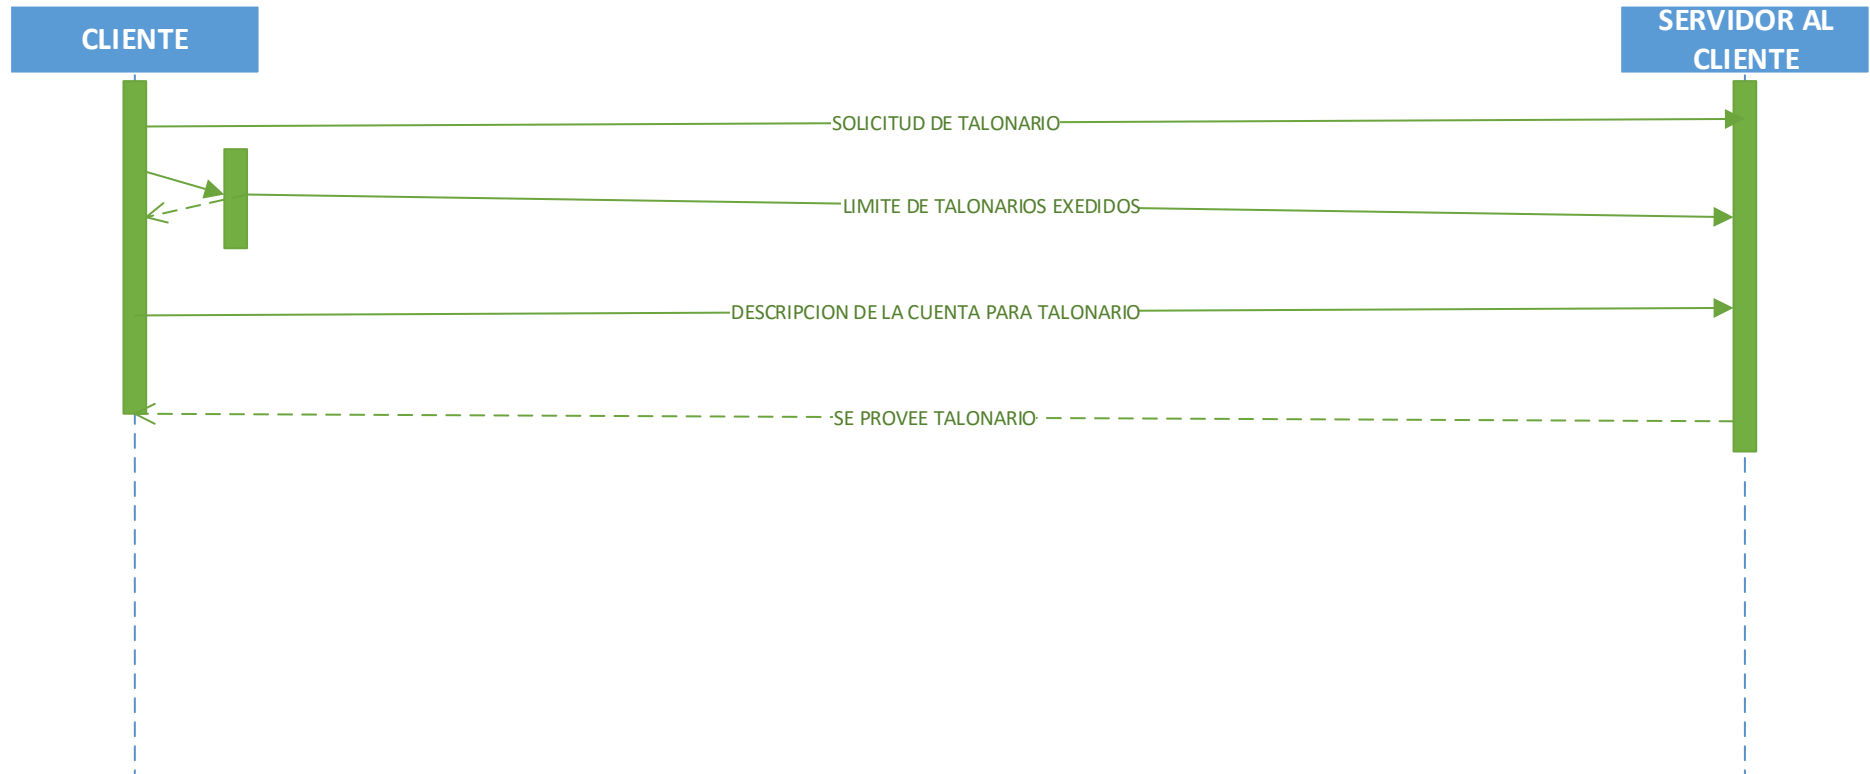 CLIENTE
SERVIDOR AL
CLIENTE
SOLICITUD DE TALONARIO
LIMITE DE TALONARIOS EXEDIDOS
DESCRIPCION DE LA CUENTA PARA TALONARIO
SE PROVEE TALONARIO